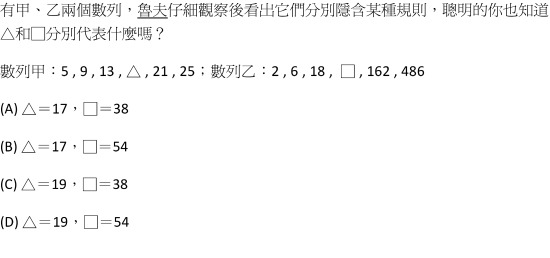 有甲、乙兩個數列，魯夫仔細觀察後看出它們分別隱含某種規則，聰明的你也知道
△和□分別代表什麼嗎？
數列甲：5 , 9 , 13 , △ , 21 , 25；數列乙：2 , 6 , 18 , □ , 162 , 486
(A) △＝17，□＝38
(B) △＝17，□＝54
(C) △＝19，□＝38
(D) △＝19，□＝54